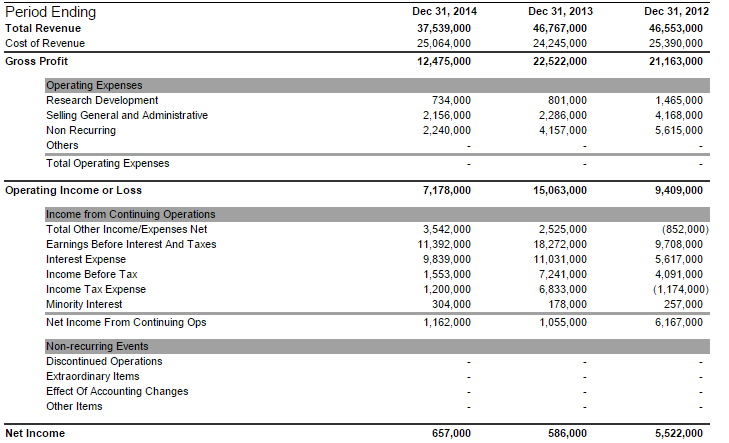 Period Ending Dec 31, 2014 Dec 31, 2013 Dec 31, 2012
Total Revenue 37,539,000 46,767,000 46,553,000
Cost of Revenue 25,064,000 24,245,000 25,390,000
Gross Profit 12,475,000 22,522,000 21,163,000
Operating Expenses
Research Development 734,000 801,000 1,465,000
Selling General and Administrative 2,156,000 2,286,000 4,168,000
Non Recurring 2,240,000 4,157,000 5,615,000
Others - - -
Total Operating Expenses - - -
Operating Income or Loss 7,178,000 15,063,000 9,409,000
Income from Continuing Operations
Total Other Income/Expenses Net 3,542,000 2,525,000 (852,000)
Earnings Before Interest And Taxes 11,392,000 18,272,000 9,708,000
Interest Expense 9,839,000 11,031,000 5,617,000
Income Before Tax 1,553,000 7,241,000 4,091,000
Income Tax Expense 1,200,000 6,833,000 (1,174,000)
Minority Interest 304,000 178,000 257,000
Net Income From Continuing Ops 1,162,000 1,055,000 6,167,000
Non-recurring Events
Discontinued Operations - - -
Extraordinary Items - - -
Effect Of Accounting Changes - - -
Other Items - - -
Net Income 657,000 586,000 5,522,000